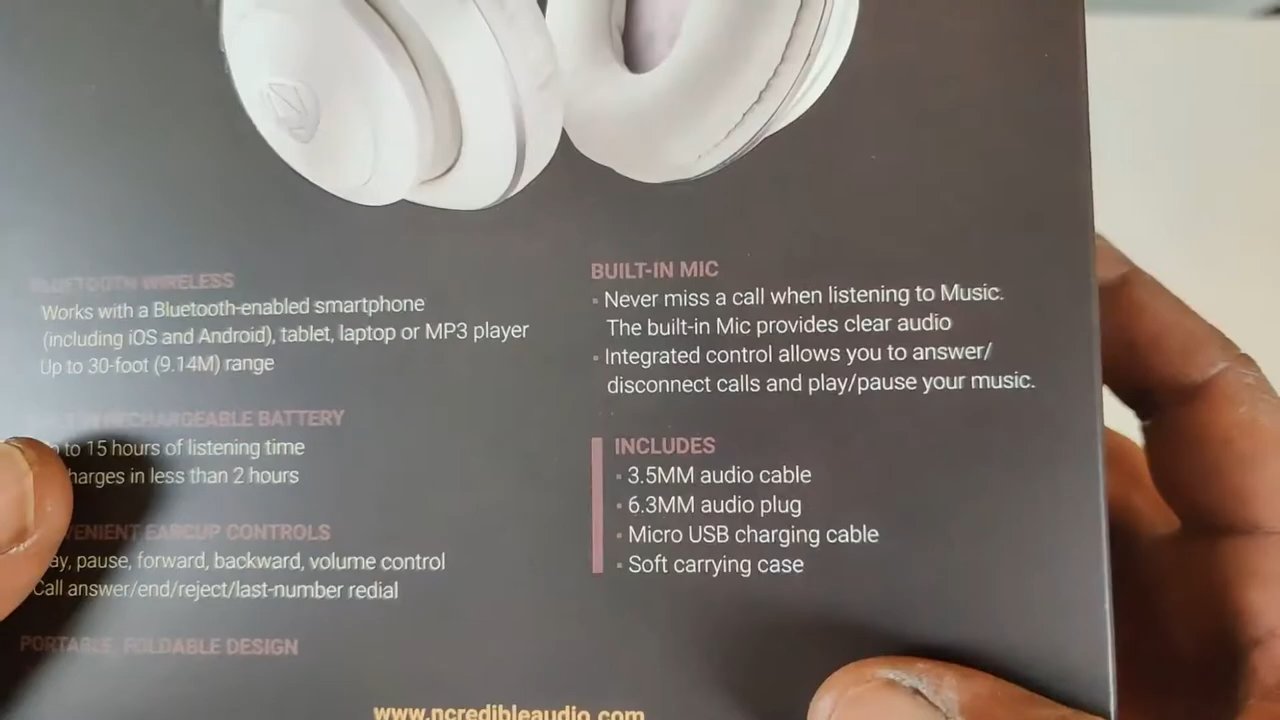 BLUETOOTH WIRELESS
Works with a Bluetooth-enabled smartphone
(including iOS and Android), tablet, laptop or MP3 player
Up to 30-foot (9.14M) range
RECHARGEABLE BATTERY
to 15 hours of listening time
harges in less than 2 hours
VENIENT EARCUP CONTROLS
ay, pause, forward, backward, volume control
Call answer/end/reject/last-number redial
PORTABLE, FOLDABLE DESIGN
BUILT-IN MIC
▪ Never miss a call when listening to Music.
The built-in Mic provides clear audio
▪ Integrated control allows you to answer/
disconnect calls and play/pause your music.
INCLUDES
▪ 3.5MM audio cable
▪ 6.3MM audio plug
▪ Micro USB charging cable
▪ Soft carrying case
www.ncredibleaudio.com